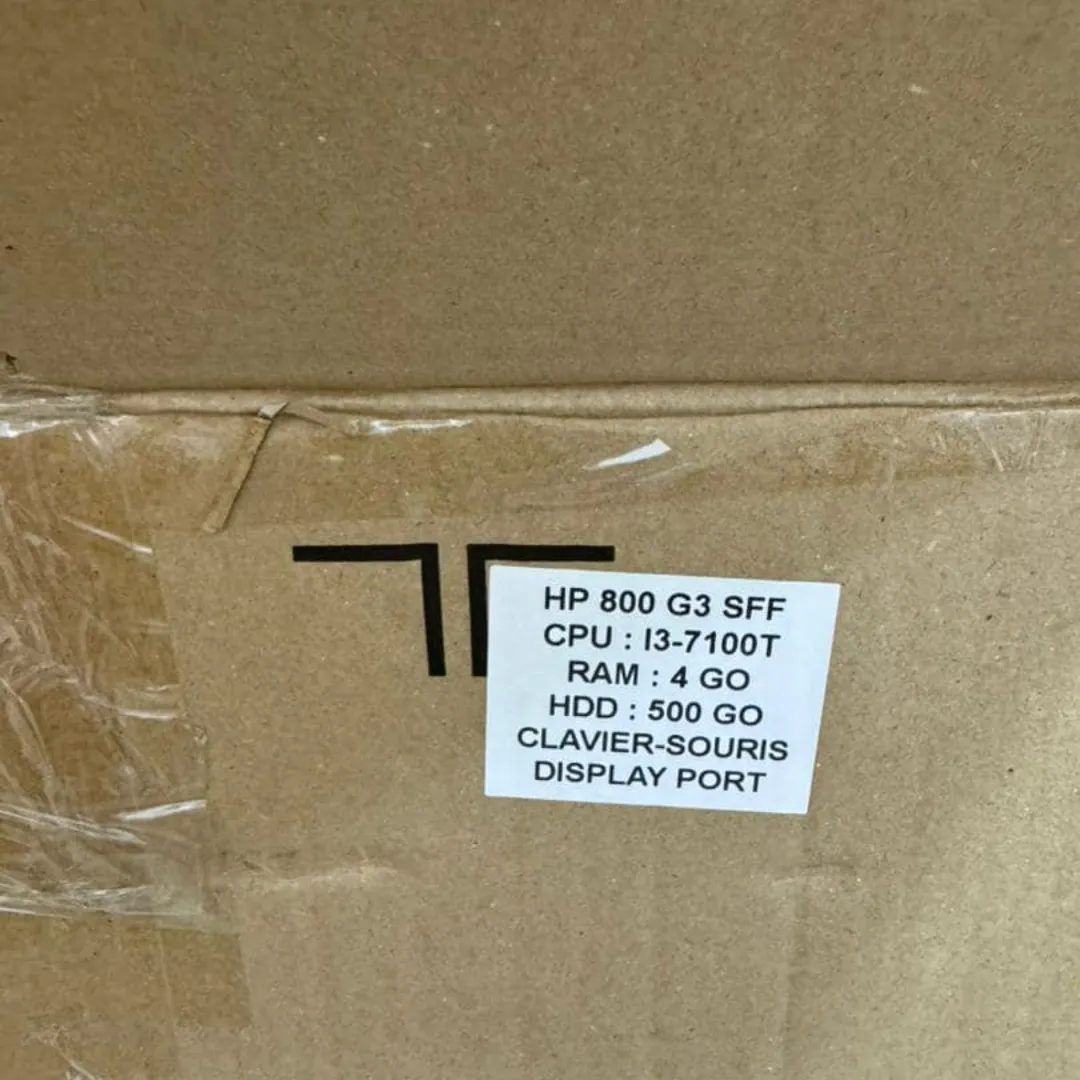 HP 800 G3 SFF
CPU : I3-7100T
RAM : 4 GO
HDD : 500 GO
CLAVIER-SOURIS
DISPLAY PORT